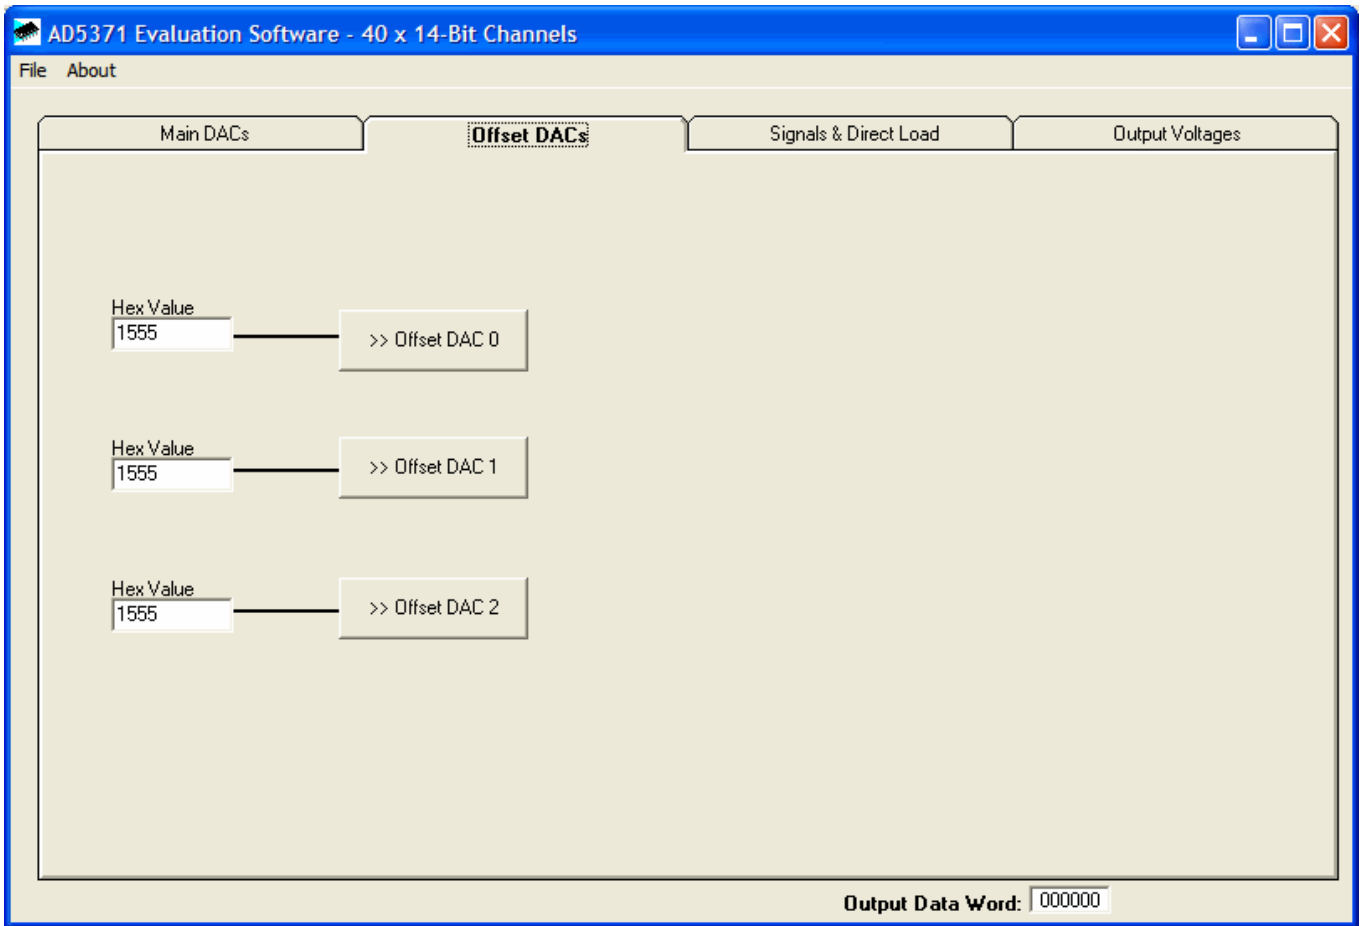 AD5371 Evaluation Software - 40 x 14-Bit Channels
File About
Main DACs Offset DACs Signals & Direct Load Output Voltages
Hex Value
1555
>> Offset DAC 0
Hex Value
1555
>> Offset DAC 1
Hex Value
1555
>> Offset DAC 2
Output Data Word: 000000